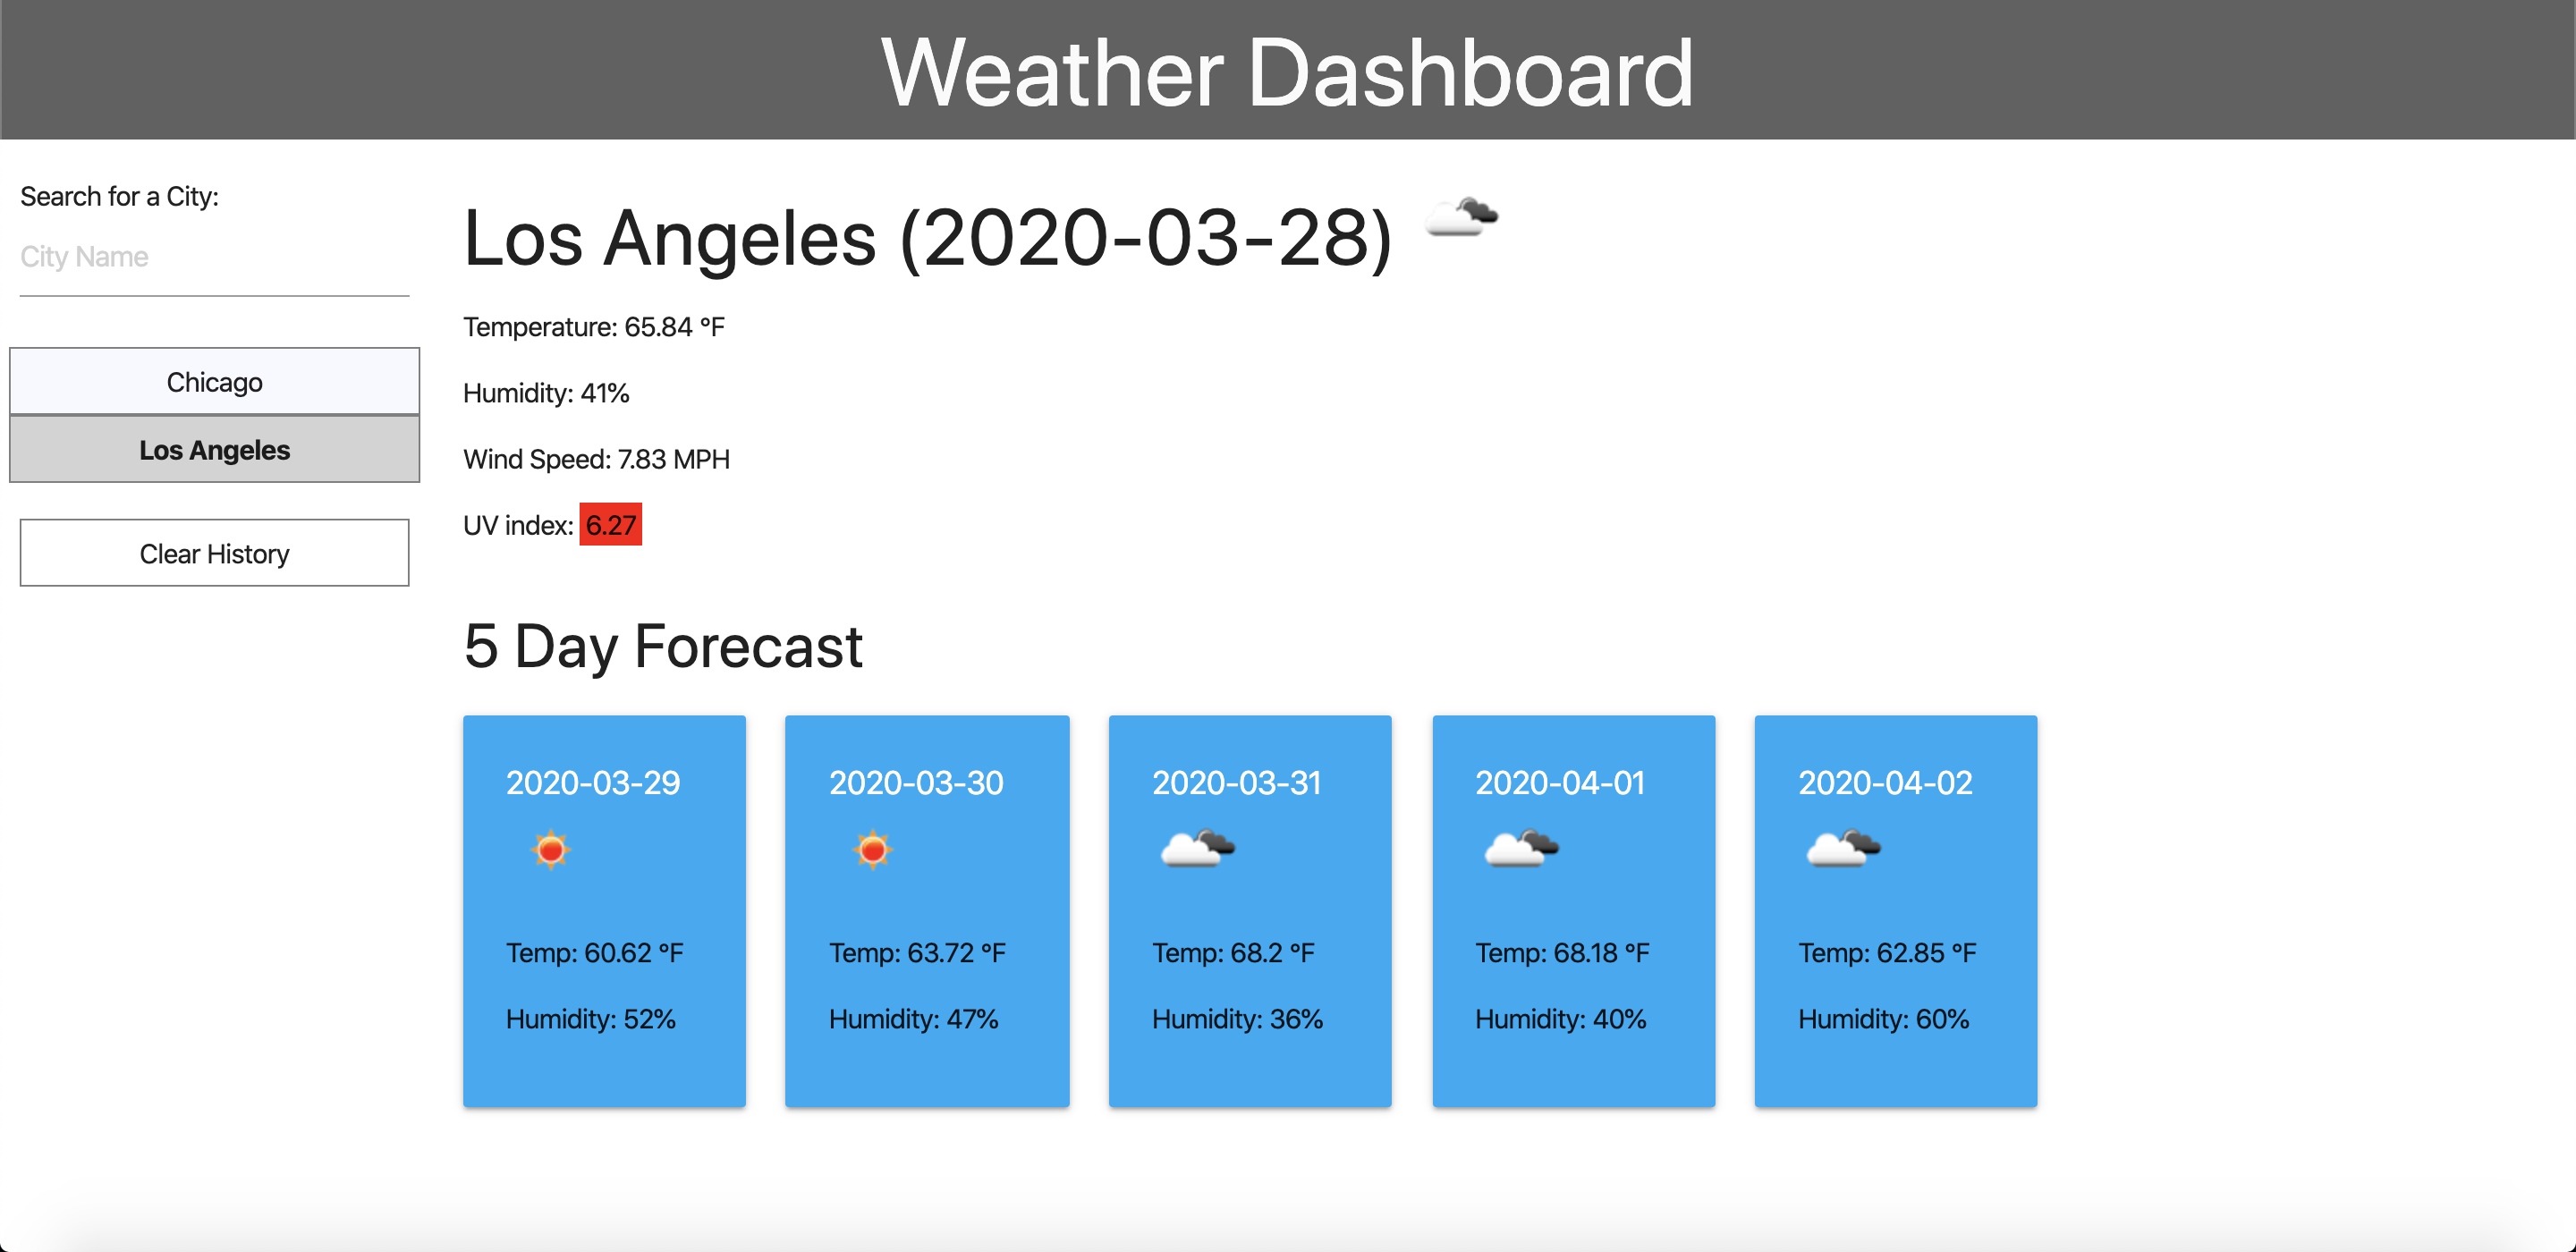 Weather Dashboard
Search for a City:
City Name
Chicago
Los Angeles
Clear History
Los Angeles (2020-03-28)
Temperature: 65.84 °F
Humidity: 41%
Wind Speed: 7.83 MPH
UV index: 6.27
5 Day Forecast
2020-03-29
Temp: 60.62 °F
Humidity: 52%
2020-03-30
Temp: 63.72 °F
Humidity: 47%
2020-03-31
Temp: 68.2 °F
Humidity: 36%
2020-04-01
Temp: 68.18 °F
Humidity: 40%
2020-04-02
Temp: 62.85 °F
Humidity: 60%